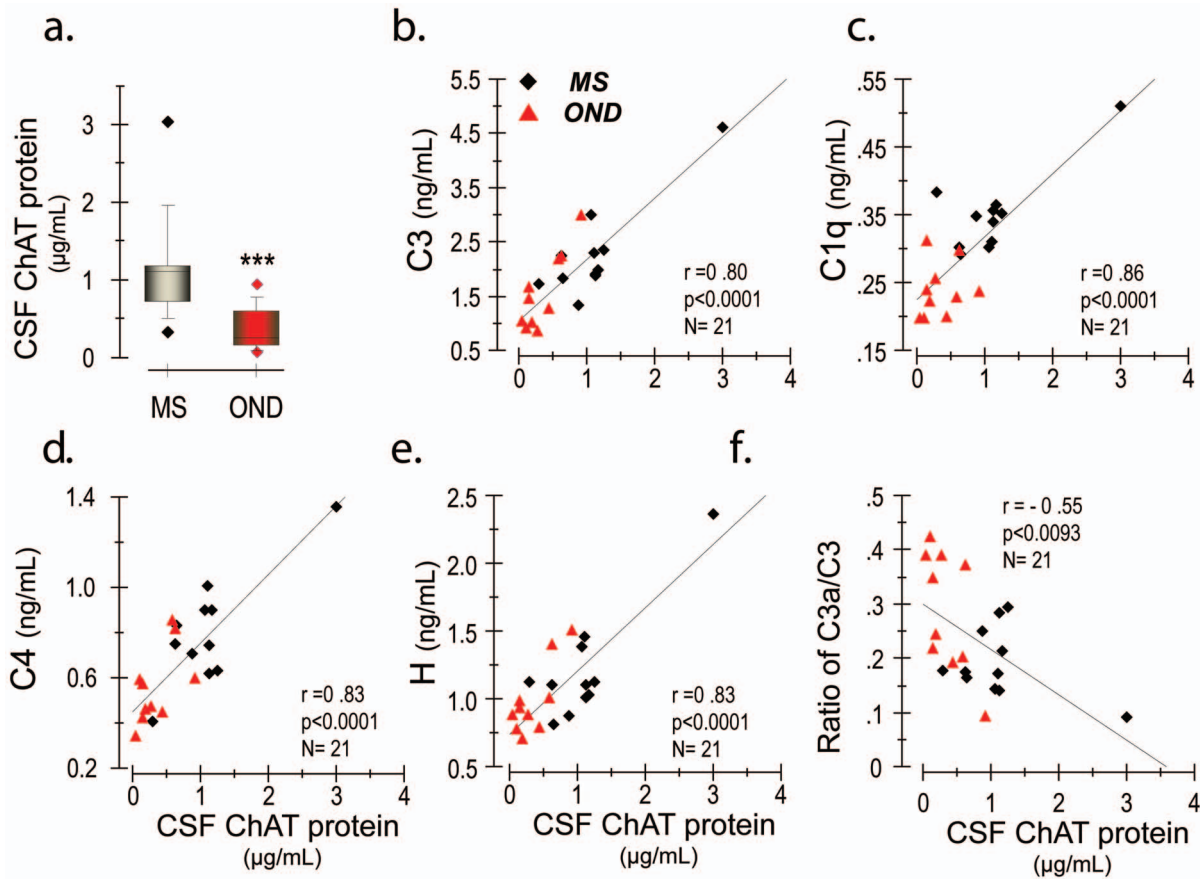 a.
CSF ChAT protein
(µg/mL)
3
2
1
0
***
MS
OND
b.
MS
OND
C3 (ng/mL)
5.5
4.5
3.5
2.5
1.5
0.5
r =0 .80
p<0.0001
N= 21
0 1 2 3 4
c.
C1q (ng/mL)
.55
.45
.35
.25
.15
r =0 .86
p<0.0001
N= 21
0 1 2 3 4
d.
C4 (ng/mL)
1.4
1.0
0.6
0.2
r =0 .83
p<0.0001
N= 21
0 1 2 3 4
CSF ChAT protein
(µg/mL)
e.
H (ng/mL)
2.5
2.0
1.5
1.0
0.5
r =0 .83
p<0.0001
N= 21
0 1 2 3 4
CSF ChAT protein
(µg/mL)
f.
Ratio of C3a/C3
.5
.4
.3
.2
.1
0
r = - 0 .55
p<0.0093
N= 21
0 1 2 3 4
CSF ChAT protein
(µg/mL)